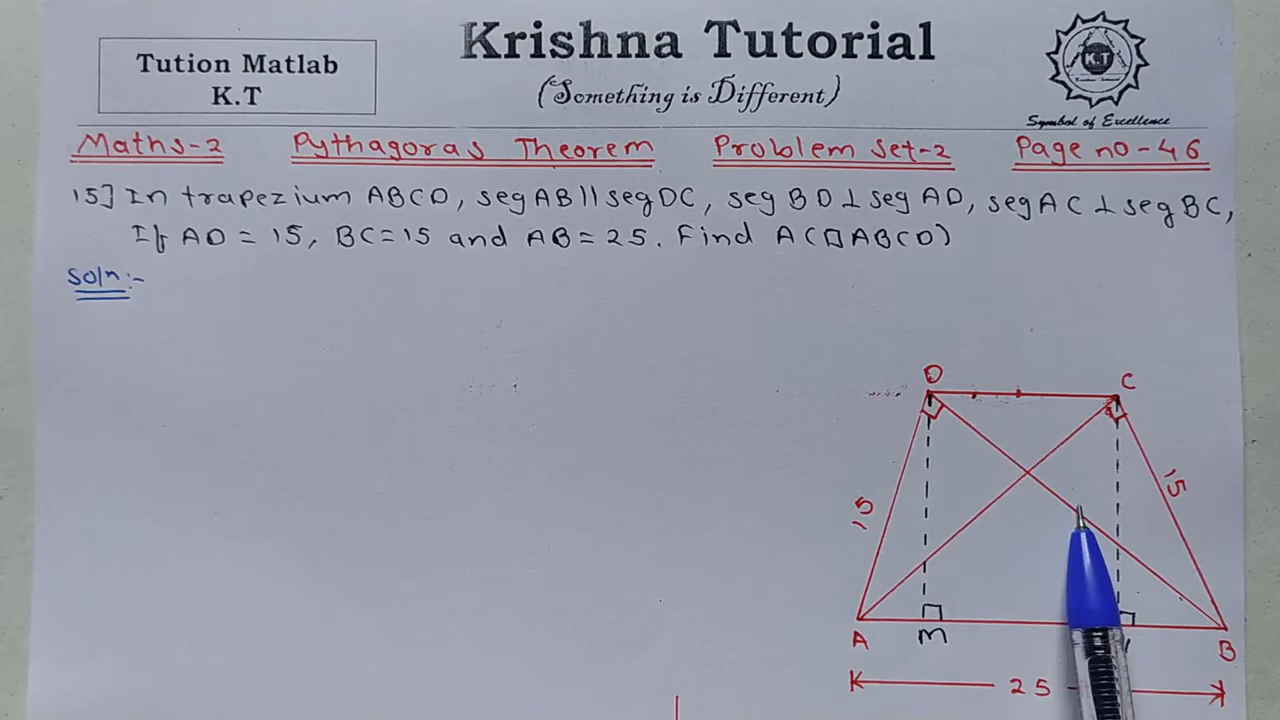 Krishna Tutorial
(Something is Different)
Tution Matlab
K.T
K.T
Symbol of Excellence
Maths-2 Pythagoras Theorem Problem Set-2 Page no-46
15] In trapezium ABCD, seg AB || seg DC, seg BD ⊥ seg AD, seg AC ⊥ seg BC,
If AD = 15, BC=15 and AB=25. Find A(□ABCD)
Soln:-
D C
15 15
A M B
25